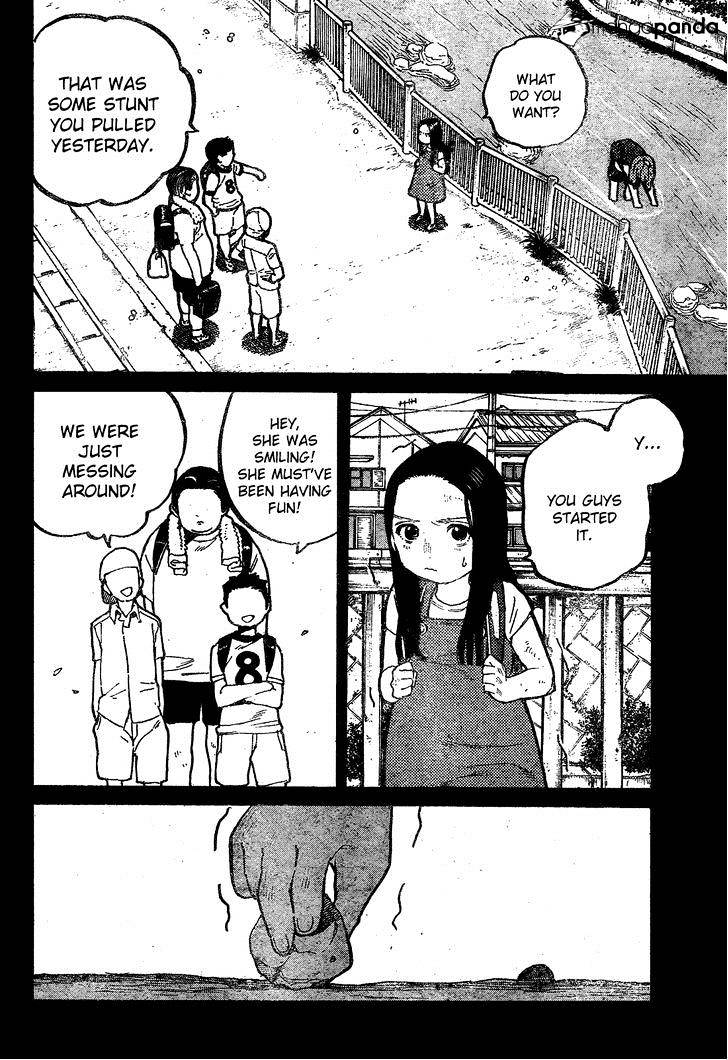 THAT WAS
SOME STUNT
YOU PULLED
YESTERDAY.
WHAT
DO YOU
WANT?
8
WE WERE
JUST
MESSING
AROUND!
HEY,
SHE WAS
SMILING!
SHE MUST'VE
BEEN HAVING
FUN!
8
Y...
YOU GUYS
STARTED
IT.